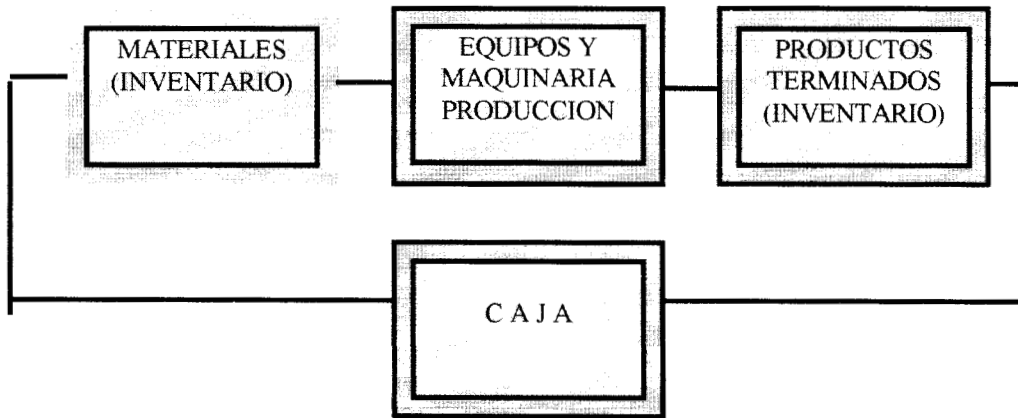 MATERIALES
(INVENTARIO)
EQUIPOS Y
MAQUINARIA
PRODUCCION
PRODUCTOS
TERMINADOS
(INVENTARIO)
C A J A